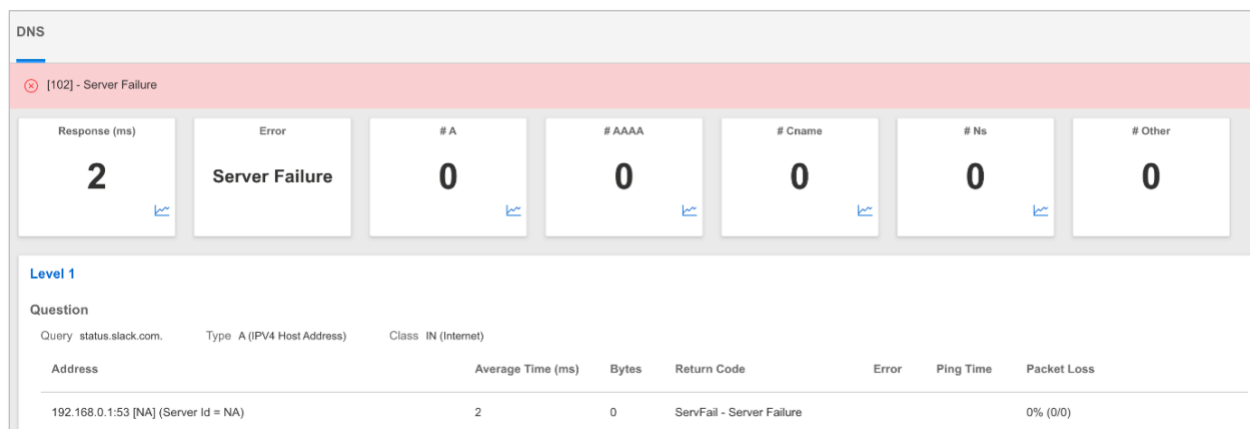 DNS
[102] - Server Failure
Response (ms) Error # A # AAAA # Cname # Ns # Other
2 Server Failure 0 0 0 0 0
Level 1
Question
Query status.slack.com. Type A (IPV4 Host Address) Class IN (Internet)
Address Average Time (ms) Bytes Return Code Error Ping Time Packet Loss
192.168.0.1:53 [NA] (Server Id = NA) 2 0 ServFail - Server Failure 0% (0/0)